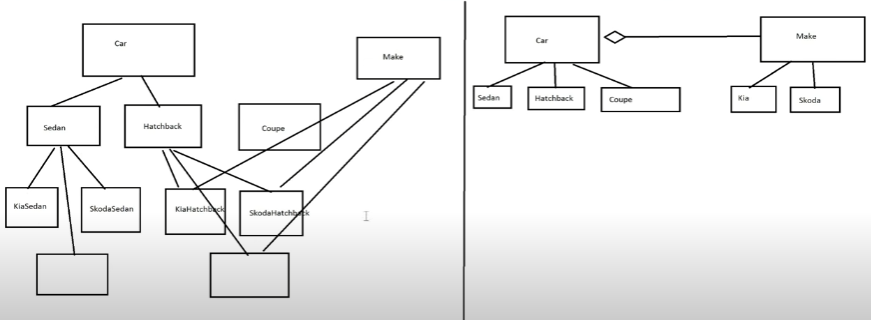 Car
Make
Sedan
Hatchback
Coupe
KiaSedan
SkodaSedan
KiaHatchback
SkodaHatchback
Car
Make
Sedan
Hatchback
Coupe
Kia
Skoda